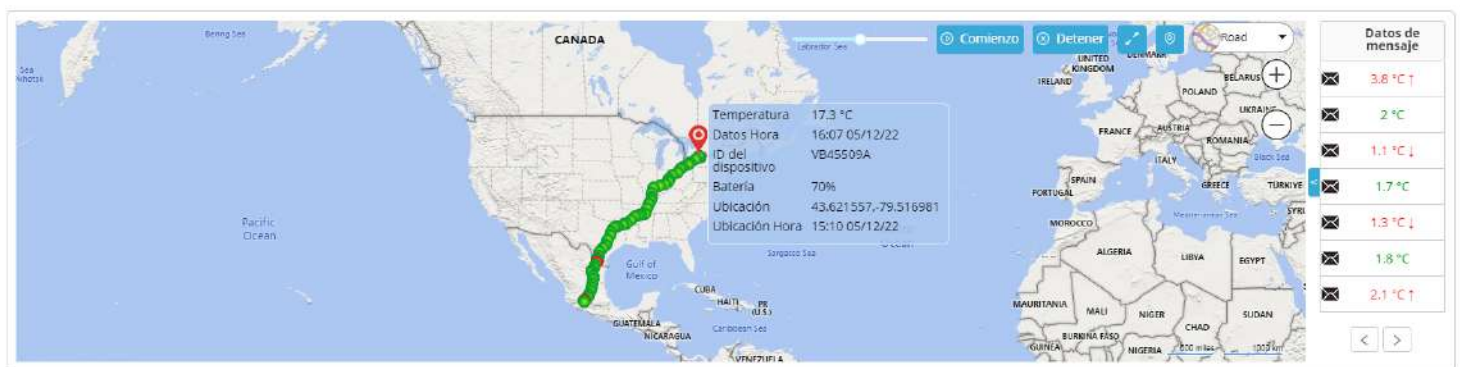 Bering Sea
CANADA
Labrador Sea
Comienzo
Detener
Road
UNITED
KINGDOM
IRELAND
BELARUS
POLAND
UKRAINE
FRANCE
AUSTRIA
ROMANIA
ITALY
Black Sea
SPAIN
PORTUGAL
GREECE
TÜRKIYE
Temperatura 17.3 °C
Datos Hora 16:07 05/12/22
ID del VB45509A
dispositivo
Batería 70%
Ubicación 43.621557,-79.516981
Ubicación Hora 15:10 05/12/22
Pacific
Ocean
Sargasso Sea
Gulf of
Mexico
CUBA
HAITI
PR
(U.S.)
GUATEMALA
NICARAGUA
Caribbean Sea
VENEZUELA
MOROCCO
ALGERIA
LIBYA
EGYPT
MAURITANIA
MALI
NIGER
CHAD
SUDAN
BURKINA FASO
GUINEA
NIGERIA
1000 km
Datos de
mensaje
3.8 °C ↑
2 °C
1.1 °C ↓
1.7 °C
1.3 °C ↓
1.8 °C
2.1 °C ↑
< >